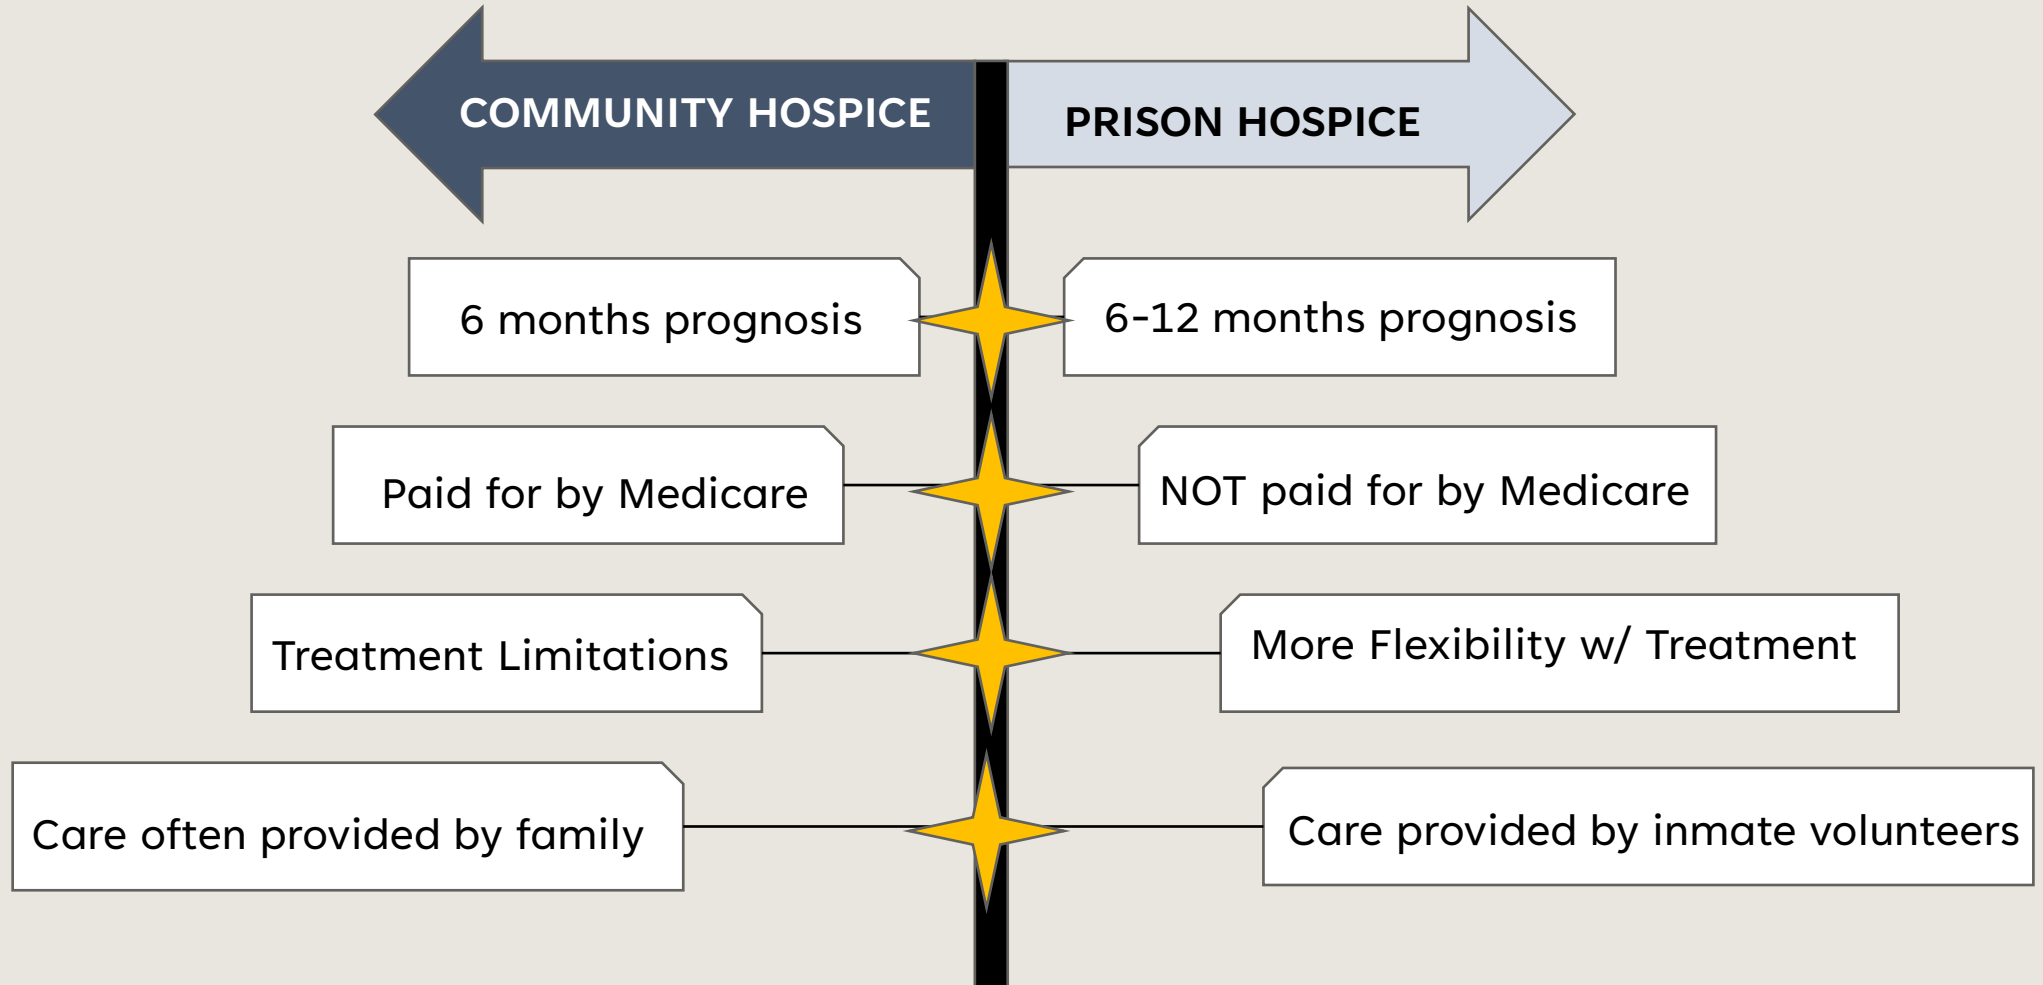 COMMUNITY HOSPICE
PRISON HOSPICE
6 months prognosis
6-12 months prognosis
Paid for by Medicare
NOT paid for by Medicare
Treatment Limitations
More Flexibility w/ Treatment
Care often provided by family
Care provided by inmate volunteers